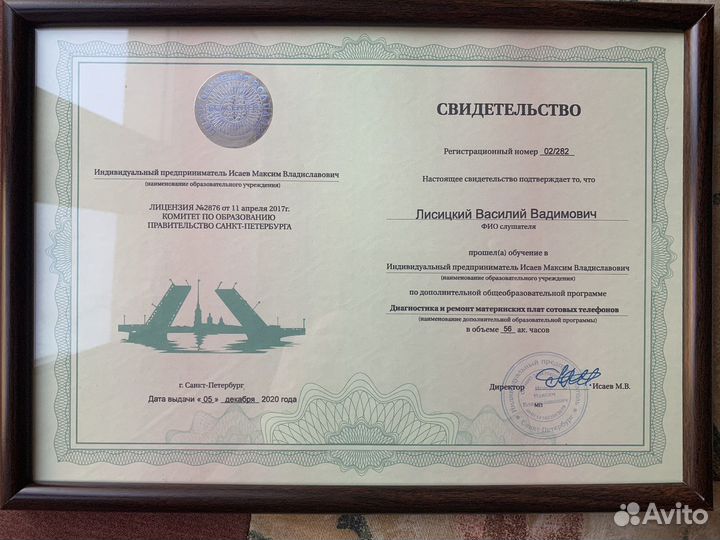 Индивидуальный предприниматель Исаев Максим Владиславович
(наименование образовательного учреждения)
ЛИЦЕНЗИЯ №2876 от 11 апреля 2017г.
КОМИТЕТ ПО ОБРАЗОВАНИЮ
ПРАВИТЕЛЬСТВО САНКТ-ПЕТЕРБУРГА
г. Санкт-Петербург
Дата выдачи «05» декабря 2020 года
СВИДЕТЕЛЬСТВО
Регистрационный номер 02/282
Настоящее свидетельство подтверждает то, что
Лисицкий Василий Вадимович
ФИО слушателя
прошел(а) обучение в
Индивидуальный предприниматель Исаев Максим Владиславович
(наименование образовательного учреждения)
по дополнительной общеобразовательной программе
Диагностика и ремонт материнских плат сотовых телефонов
(наименование дополнительной образовательной программы)
в объеме 56 ак. часов
Директор Исаев М.В.
МП
Avito